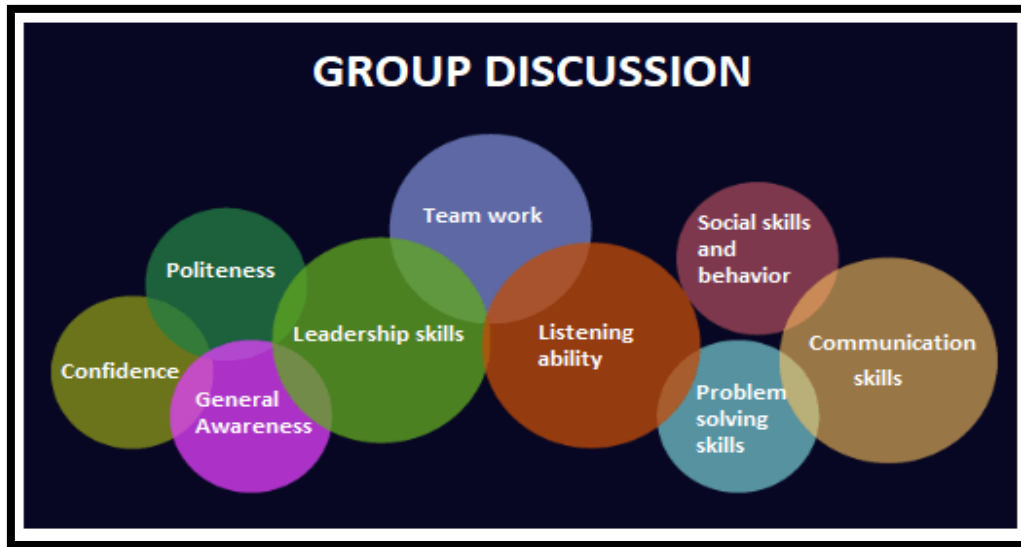 GROUP DISCUSSION
Team work
Social skills
and
behavior
Politeness
Leadership skills
Listening
ability
Communication
skills
Confidence
General
Awareness
Problem
solving
skills